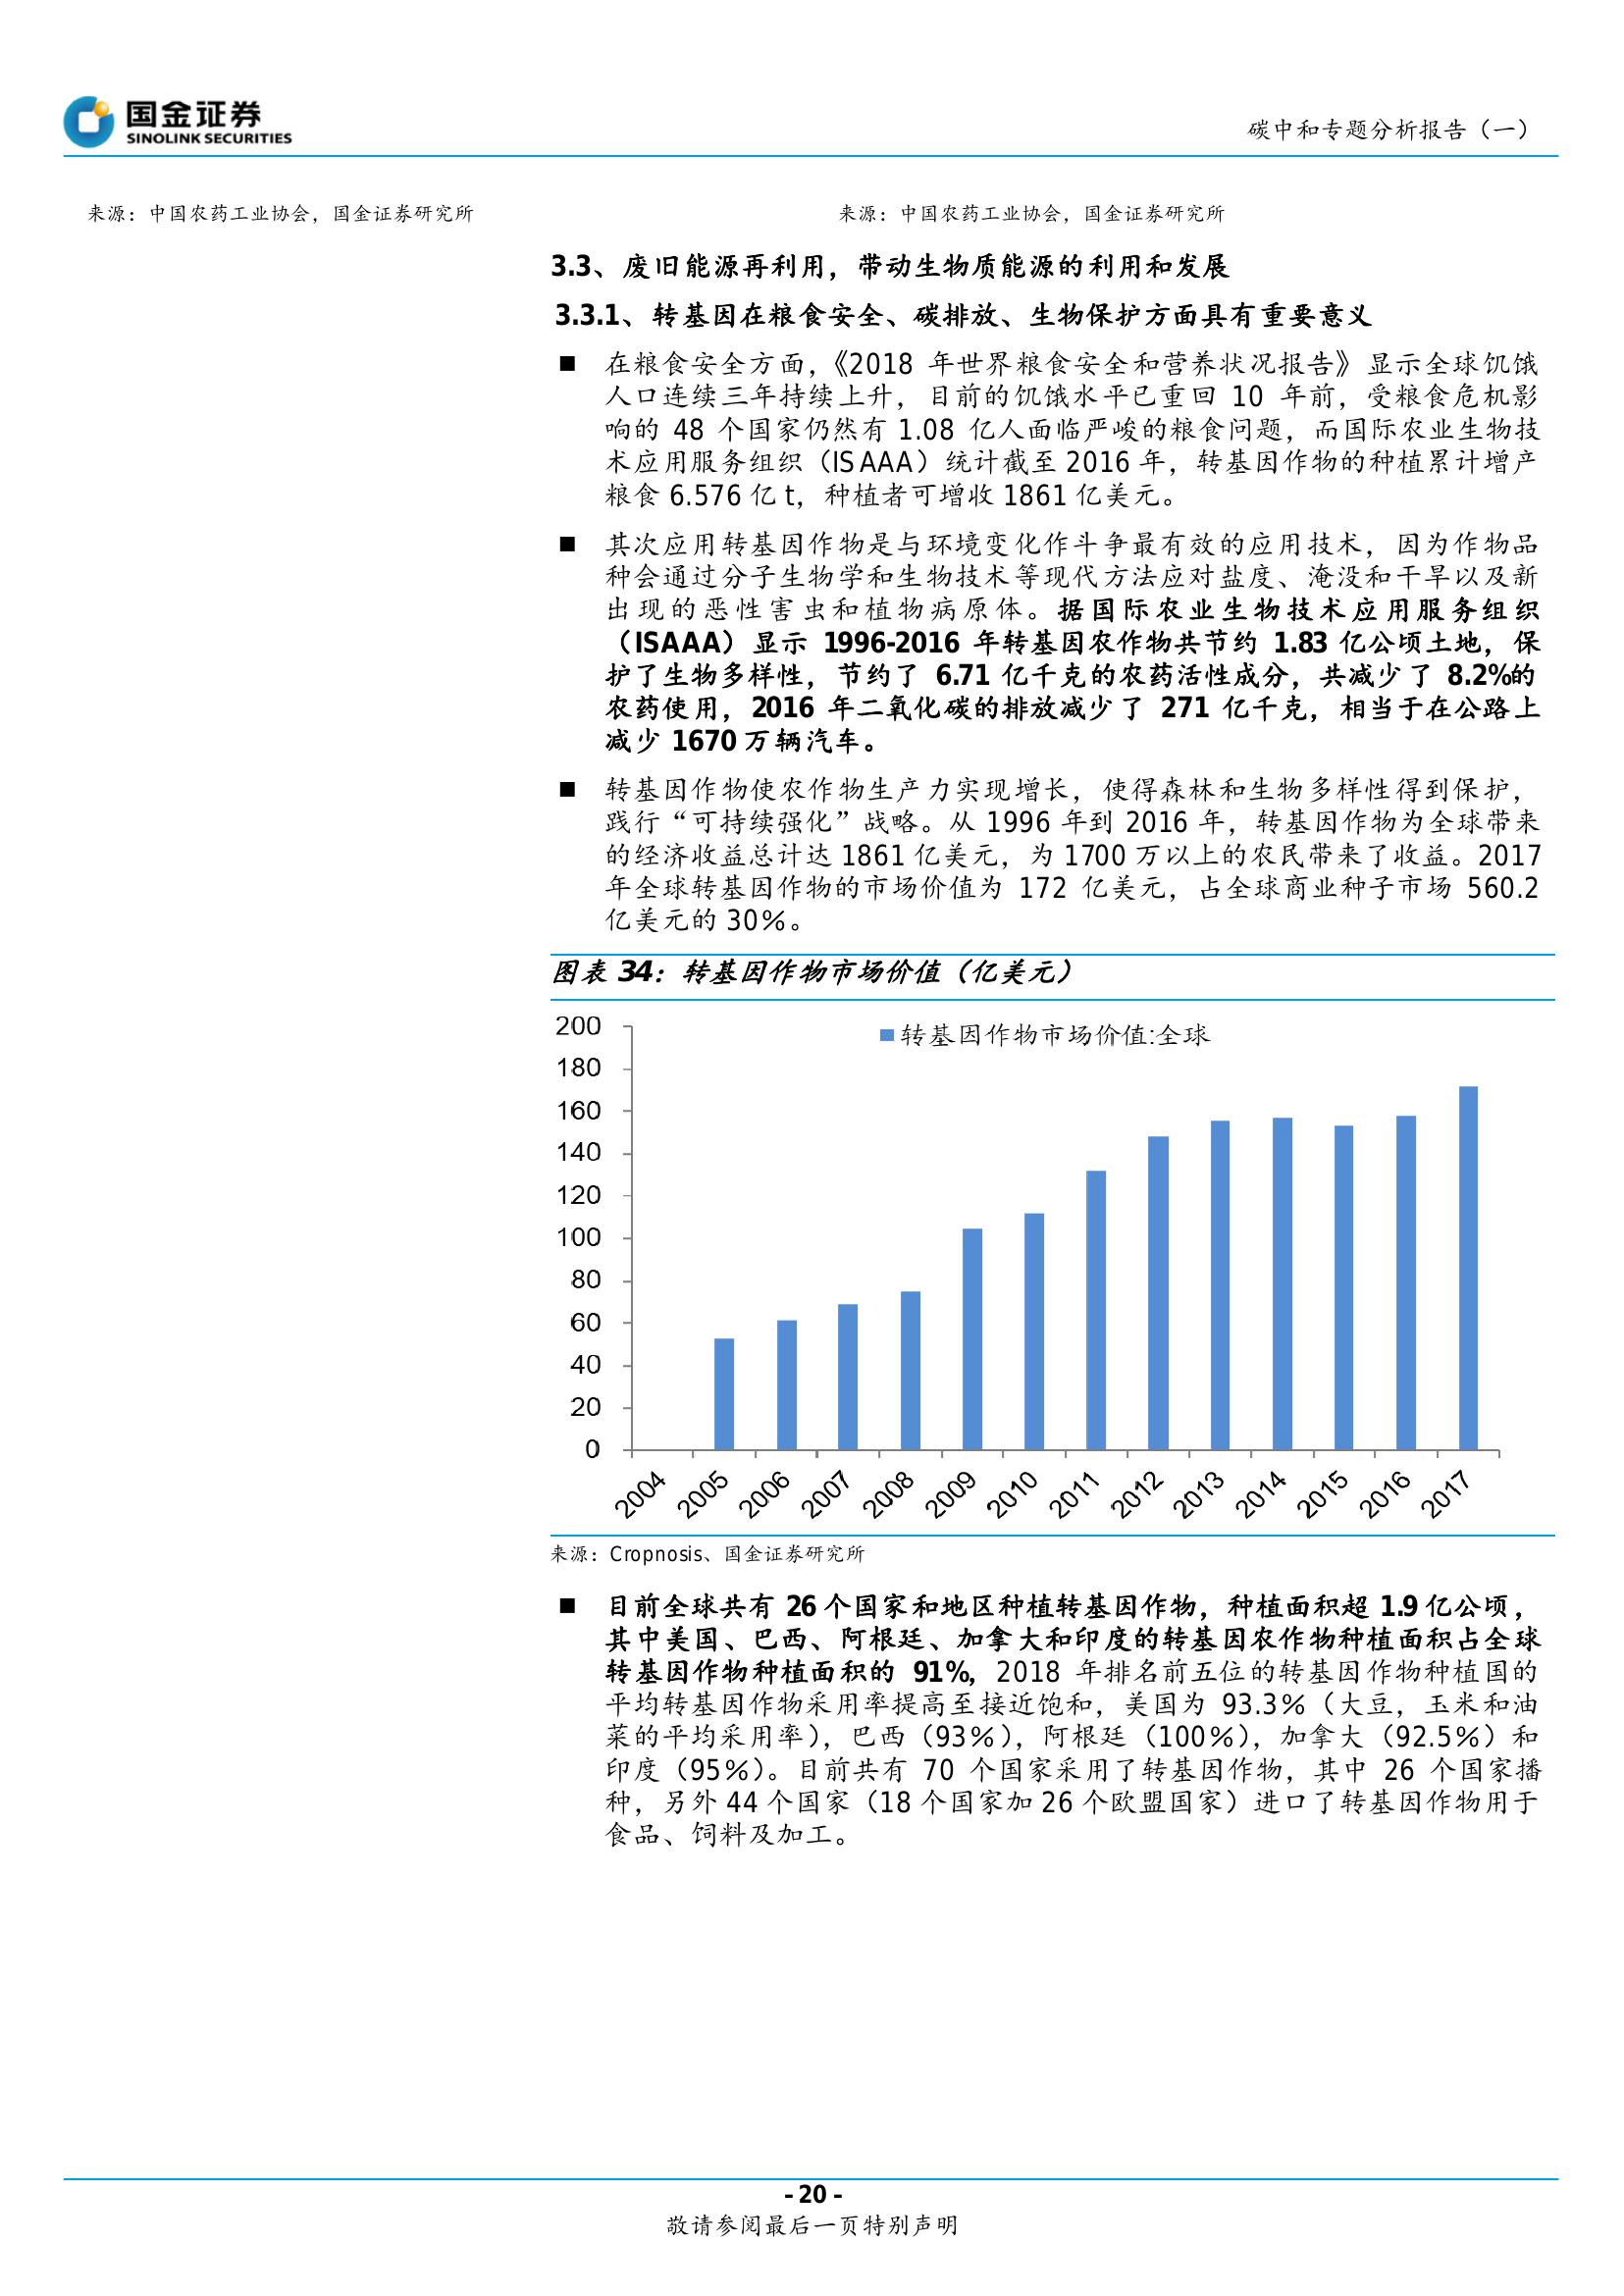 国金证券
SINOLINK SECURITIES
碳中和专题分析报告（一）
来源：中国农药工业协会，国金证券研究所
来源：中国农药工业协会，国金证券研究所
3.3、废旧能源再利用，带动生物质能源的利用和发展
3.3.1、转基因在粮食安全、碳排放、生物保护方面具有重要意义
■ 在粮食安全方面，《2018 年世界粮食安全和营养状况报告》显示全球饥饿
人口连续三年持续上升，目前的饥饿水平已重回 10 年前，受粮食危机影
响的 48 个国家仍然有 1.08 亿人面临严峻的粮食问题，而国际农业生物技
术应用服务组织（ISAAA）统计截至 2016 年，转基因作物的种植累计增产
粮食 6.576 亿 t，种植者可增收 1861 亿美元。
■ 其次应用转基因作物是与环境变化作斗争最有效的应用技术，因为作物品
种会通过分子生物学和生物技术等现代方法应对盐度、淹没和干旱以及新
出现的恶性害虫和植物病原体。据国际农业生物技术应用服务组织
（ISAAA）显示 1996-2016 年转基因农作物共节约 1.83 亿公顷土地，保
护了生物多样性，节约了 6.71 亿千克的农药活性成分，共减少了 8.2%的
农药使用，2016 年二氧化碳的排放减少了 271 亿千克，相当于在公路上
减少 1670 万辆汽车。
■ 转基因作物使农作物生产力实现增长，使得森林和生物多样性得到保护，
践行“可持续强化”战略。从 1996 年到 2016 年，转基因作物为全球带来
的经济收益总计达 1861 亿美元，为 1700 万以上的农民带来了收益。2017
年全球转基因作物的市场价值为 172 亿美元，占全球商业种子市场 560.2
亿美元的 30%。
图表 34：转基因作物市场价值（亿美元）
转基因作物市场价值:全球
200
180
160
140
120
100
80
60
40
20
0
2004 2005 2006 2007 2008 2009 2010 2011 2012 2013 2014 2015 2016 2017
来源：Cropnosis、国金证券研究所
■ 目前全球共有 26 个国家和地区种植转基因作物，种植面积超 1.9 亿公顷，
其中美国、巴西、阿根廷、加拿大和印度的转基因农作物种植面积占全球
转基因作物种植面积的 91%，2018 年排名前五位的转基因作物种植国的
平均转基因作物采用率提高至接近饱和，美国为 93.3%（大豆，玉米和油
菜的平均采用率），巴西（93%），阿根廷（100%），加拿大（92.5%）和
印度（95%）。目前共有 70 个国家采用了转基因作物，其中 26 个国家播
种，另外 44 个国家（18 个国家加 26 个欧盟国家）进口了转基因作物用于
食品、饲料及加工。
- 20 -
敬请参阅最后一页特别声明